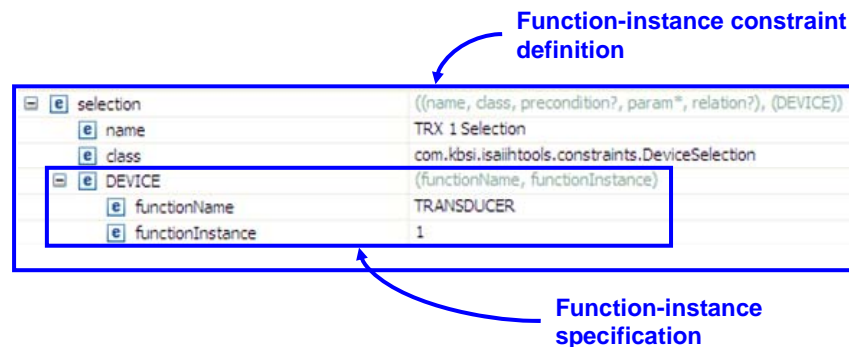 Function-instance constraint
definition
selection ((name, class, precondition?, param*, relation?), (DEVICE))
name TRX 1 Selection
class com.kbsi.isaiihtools.constraints.DeviceSelection
DEVICE (functionName, functionInstance)
functionName TRANSDUCER
functionInstance 1
Function-instance
specification